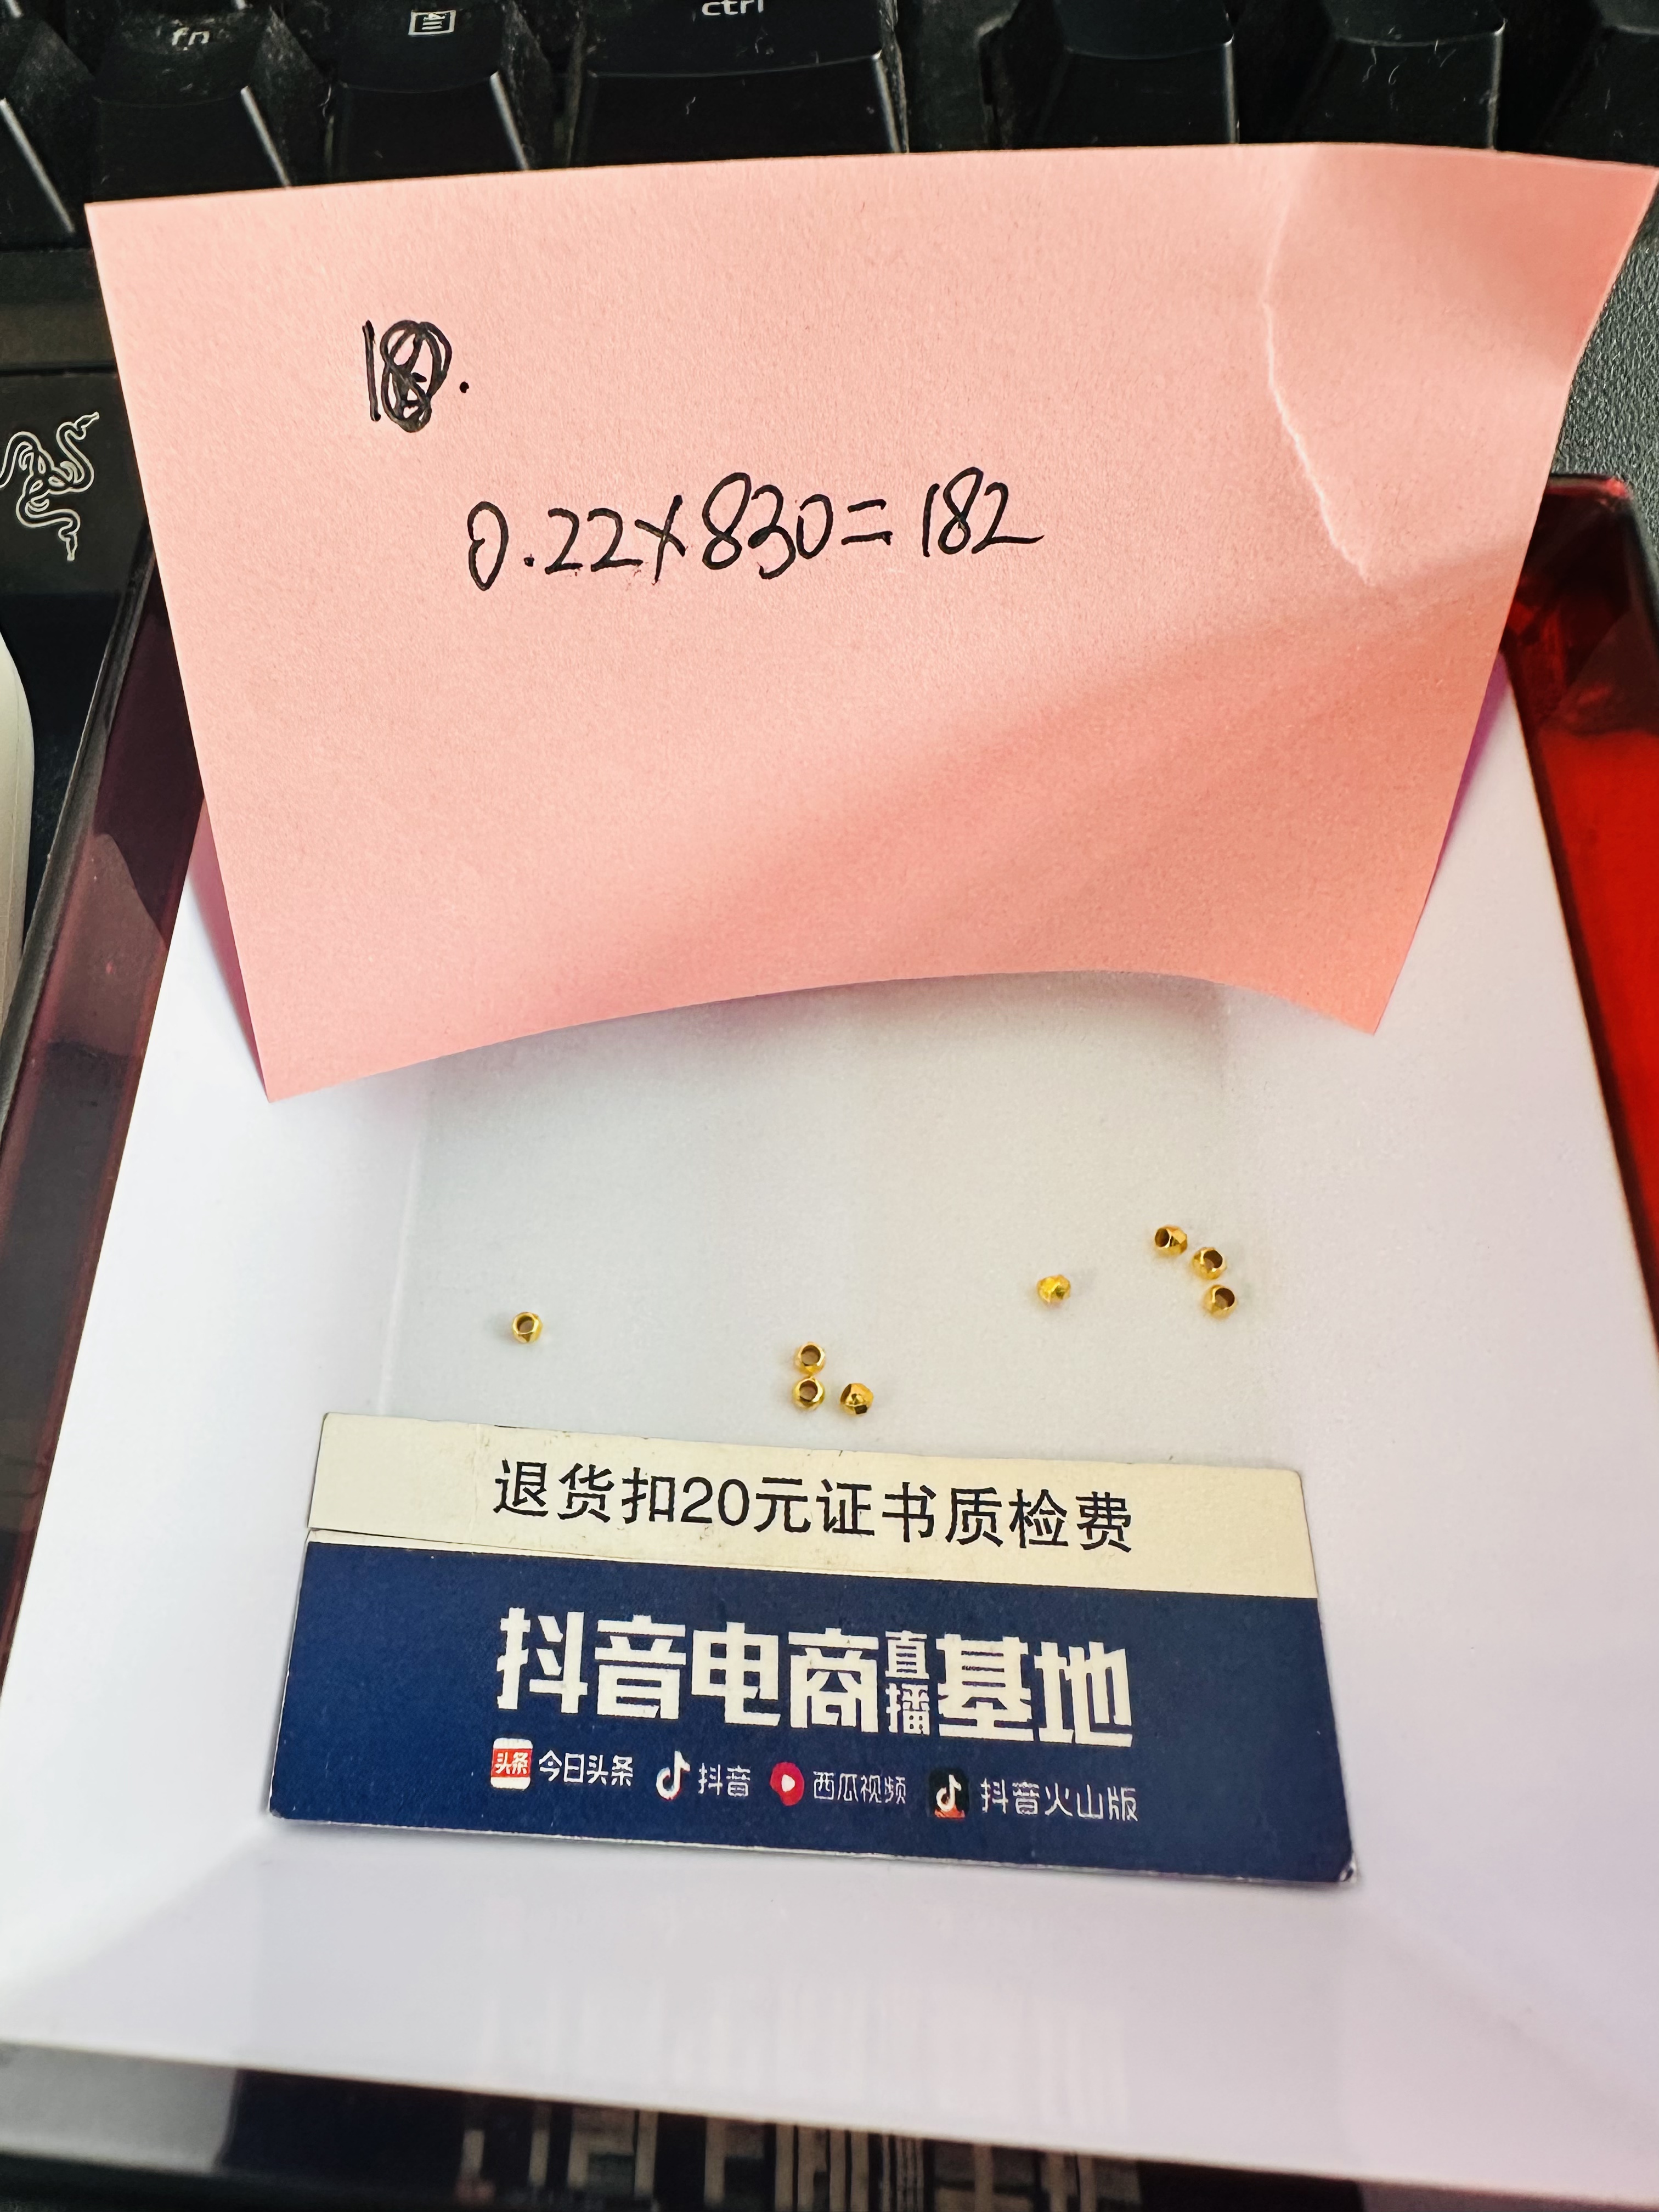 fn
ctrl
0.22×830=182
退货扣20元证书质检费
抖音电商直播基地
头条 今日头条 抖音 西瓜视频 抖音火山版